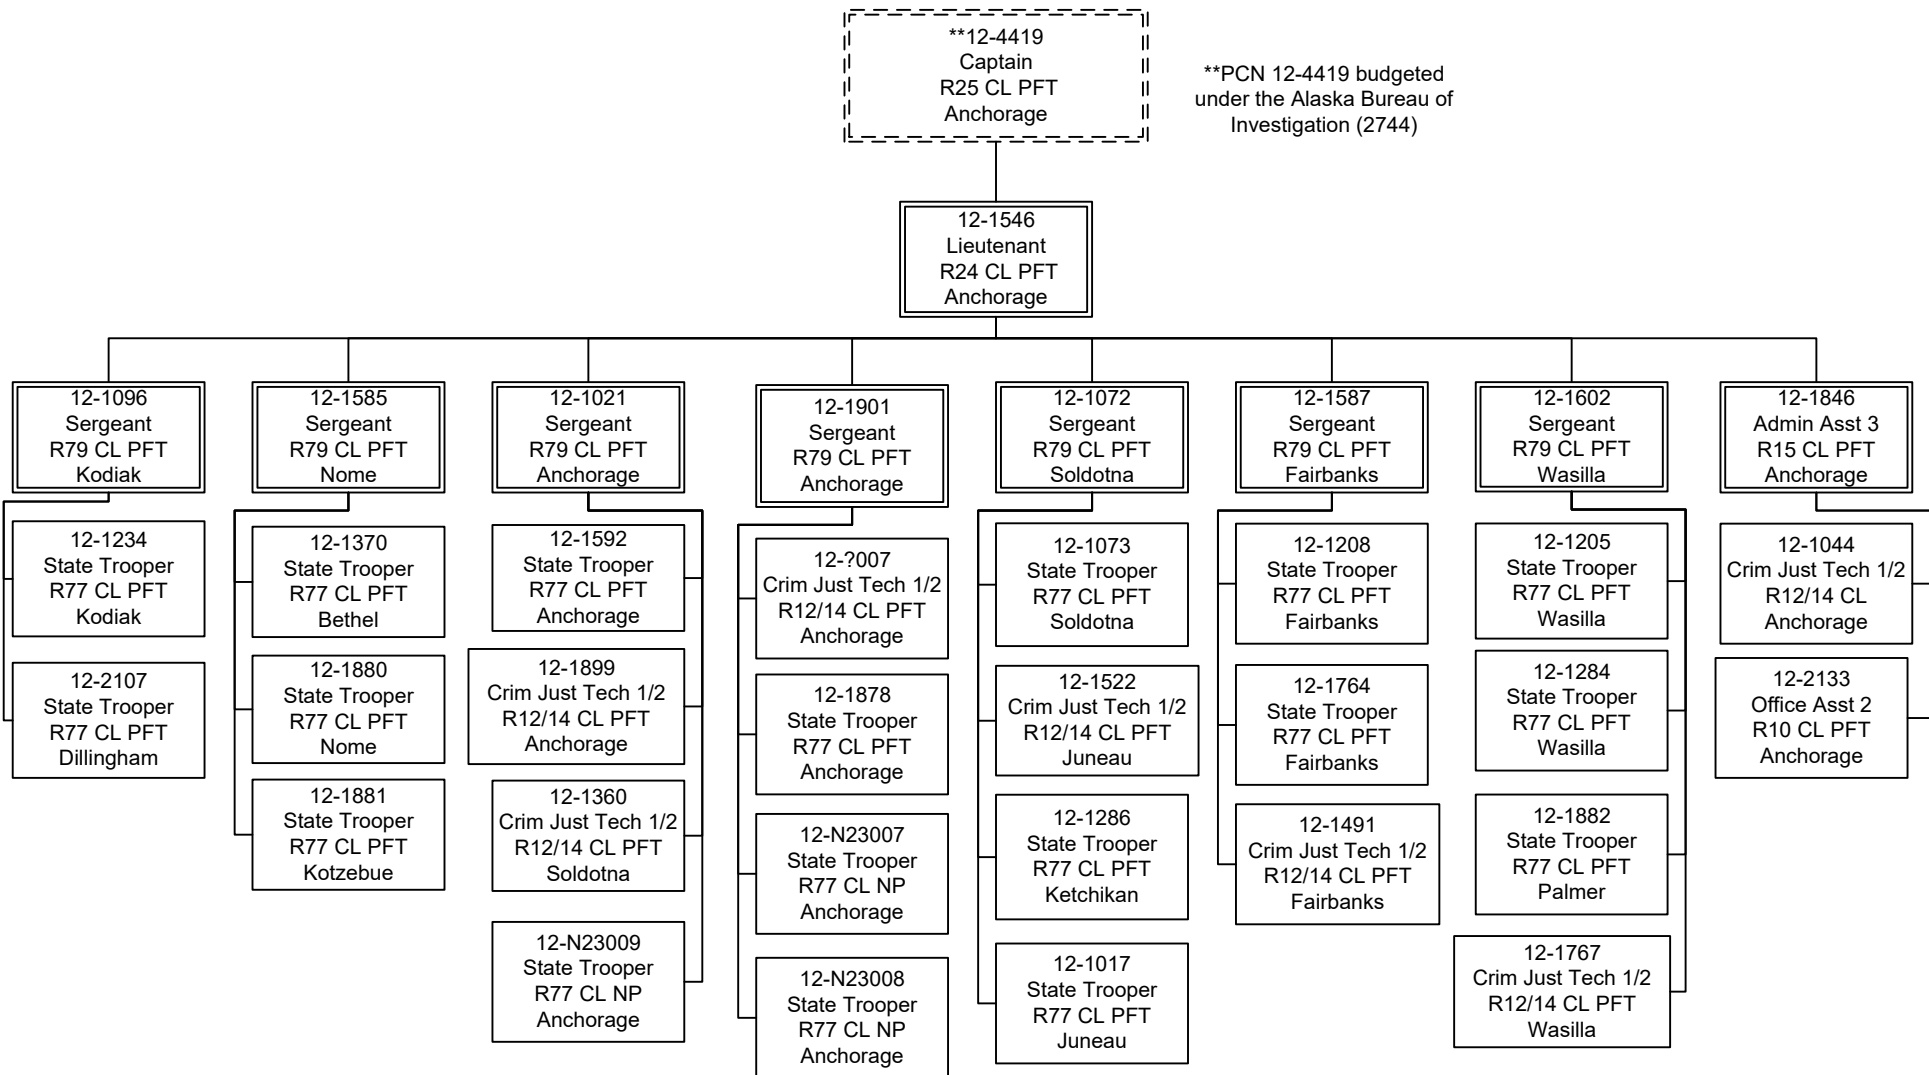 **12-4419
Captain
R25 CL PFT
Anchorage
**PCN 12-4419 budgeted
under the Alaska Bureau of
Investigation (2744)
12-1546
Lieutenant
R24 CL PFT
Anchorage
12-1096
Sergeant
R79 CL PFT
Kodiak
12-1234
State Trooper
R77 CL PFT
Kodiak
12-2107
State Trooper
R77 CL PFT
Dillingham
12-1585
Sergeant
R79 CL PFT
Nome
12-1370
State Trooper
R77 CL PFT
Bethel
12-1880
State Trooper
R77 CL PFT
Nome
12-1881
State Trooper
R77 CL PFT
Kotzebue
12-1021
Sergeant
R79 CL PFT
Anchorage
12-1592
State Trooper
R77 CL PFT
Anchorage
12-1899
Crim Just Tech 1/2
R12/14 CL PFT
Anchorage
12-1360
Crim Just Tech 1/2
R12/14 CL PFT
Soldotna
12-N23009
State Trooper
R77 CL NP
Anchorage
12-1901
Sergeant
R79 CL PFT
Anchorage
12-?007
Crim Just Tech 1/2
R12/14 CL PFT
Anchorage
12-1878
State Trooper
R77 CL PFT
Anchorage
12-N23007
State Trooper
R77 CL NP
Anchorage
12-N23008
State Trooper
R77 CL NP
Anchorage
12-1072
Sergeant
R79 CL PFT
Soldotna
12-1073
State Trooper
R77 CL PFT
Soldotna
12-1522
Crim Just Tech 1/2
R12/14 CL PFT
Juneau
12-1286
State Trooper
R77 CL PFT
Ketchikan
12-1017
State Trooper
R77 CL PFT
Juneau
12-1587
Sergeant
R79 CL PFT
Fairbanks
12-1208
State Trooper
R77 CL PFT
Fairbanks
12-1764
State Trooper
R77 CL PFT
Fairbanks
12-1491
Crim Just Tech 1/2
R12/14 CL PFT
Fairbanks
12-1602
Sergeant
R79 CL PFT
Wasilla
12-1205
State Trooper
R77 CL PFT
Wasilla
12-1284
State Trooper
R77 CL PFT
Wasilla
12-1882
State Trooper
R77 CL PFT
Palmer
12-1767
Crim Just Tech 1/2
R12/14 CL PFT
Wasilla
12-1846
Admin Asst 3
R15 CL PFT
Anchorage
12-1044
Crim Just Tech 1/2
R12/14 CL
Anchorage
12-2133
Office Asst 2
R10 CL PFT
Anchorage